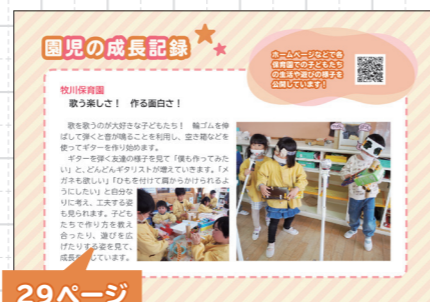 園児の成長記録
ホームページなどで各
保育園での子どもたち
の生活や遊びの様子を
公開しています！
牧川保育園
歌う楽しさ！　作る面白さ！
歌を歌うのが大好きな子どもたち！　輪ゴムを伸
ばして弾くと音が鳴ることを利用し、空き箱などを
使ってギターを作り始めます。
ギターを弾く友達の様子を見て「僕も作ってみた
い」と、どんどんギタリストが増えていきます。「メ
ガネも欲しい」「ひもを付けて肩からかけられるよ
うにしたい」と自分な
りに考え、工夫する姿
も見られます。子ども
たちで作り方を教え
合ったり、遊びを広
げたりする姿を見て、
成長を
ています。
29ページ